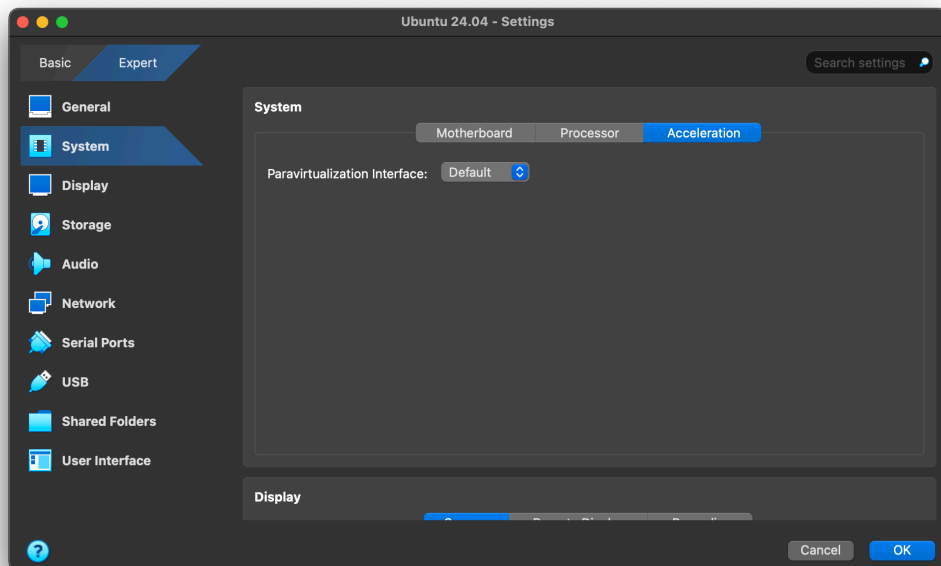 Ubuntu 24.04 - Settings
Basic
Expert
Search settings
General
System
Display
Storage
Audio
Network
Serial Ports
USB
Shared Folders
User Interface
System
Motherboard
Processor
Acceleration
Paravirtualization Interface:
Default
Display
?
Cancel
OK